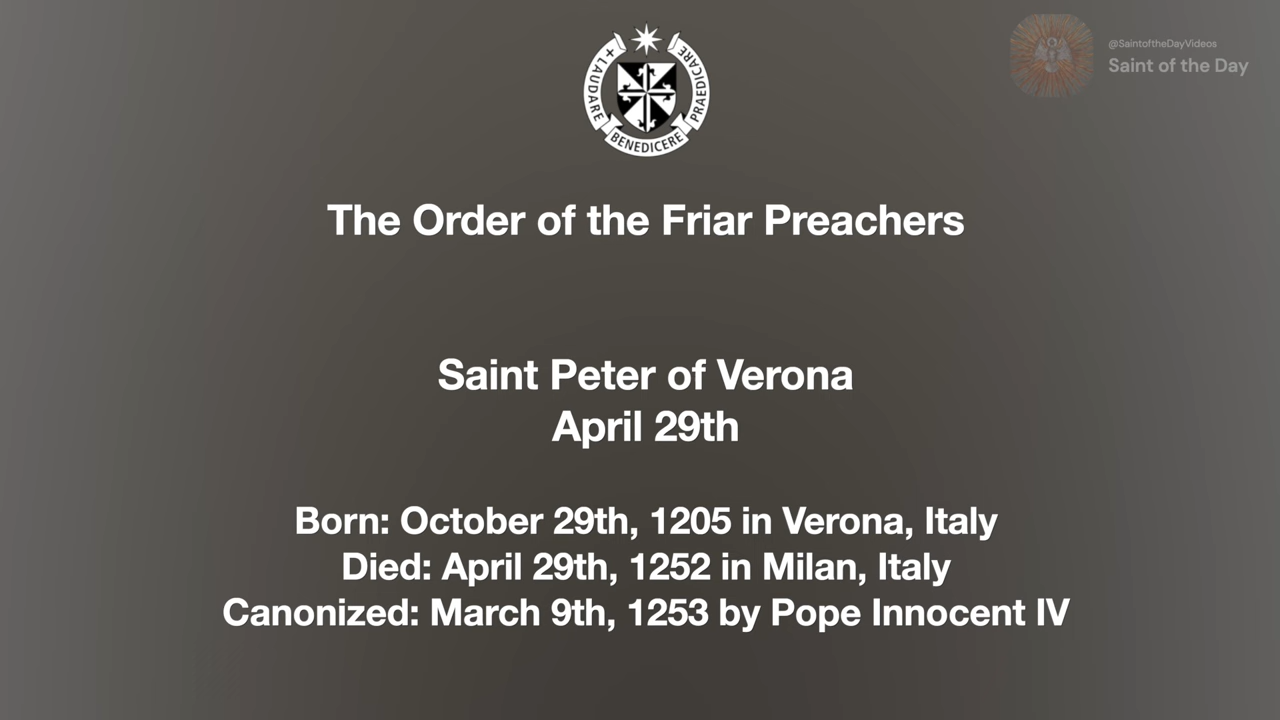 + LAUDARE
BENEDICERE
PRAEDICARE
@SaintoftheDayVideos
Saint of the Day
The Order of the Friar Preachers
Saint Peter of Verona
April 29th
Born: October 29th, 1205 in Verona, Italy
Died: April 29th, 1252 in Milan, Italy
Canonized: March 9th, 1253 by Pope Innocent IV